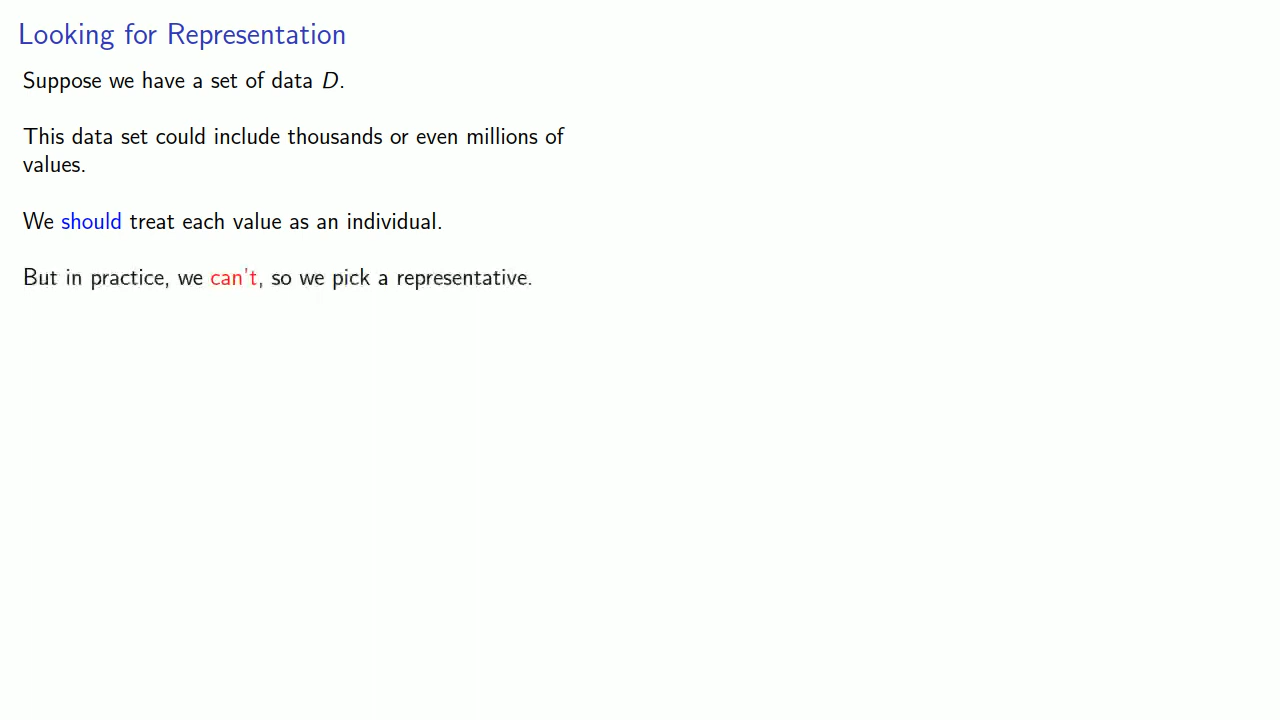 Looking for Representation
Suppose we have a set of data D.
This data set could include thousands or even millions of
values.
We should treat each value as an individual.
But in practice, we can't, so we pick a representative.